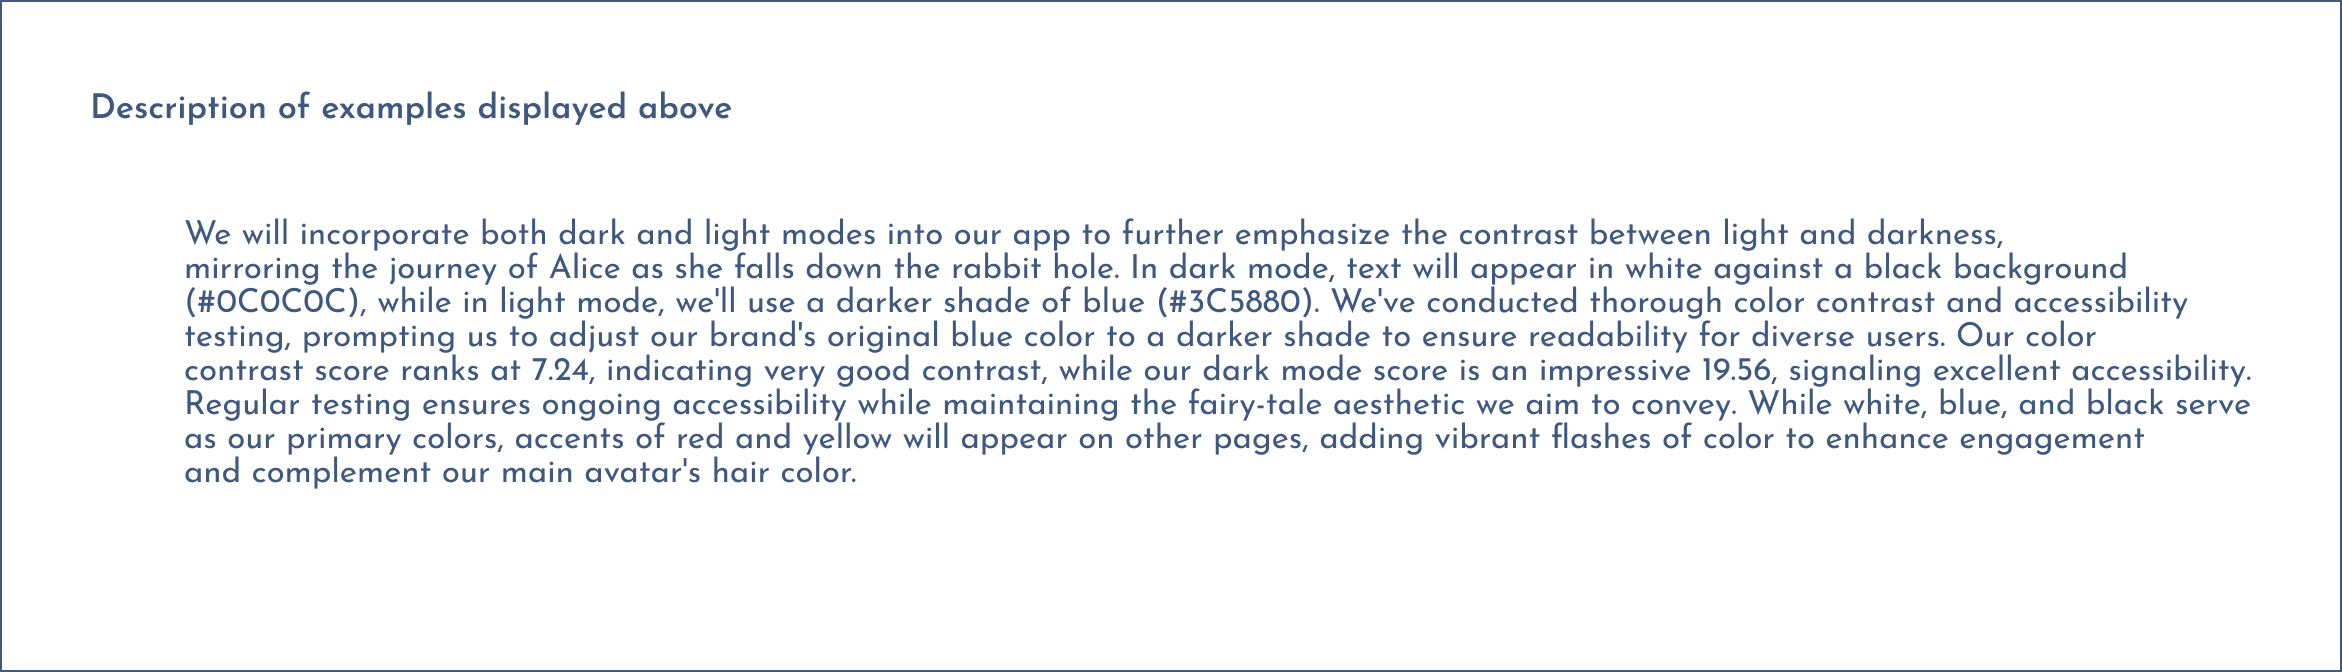 Description of examples displayed above
We will incorporate both dark and light modes into our app to further emphasize the contrast between light and darkness,
mirroring the journey of Alice as she falls down the rabbit hole. In dark mode, text will appear in white against a black background
(#0C0C0C), while in light mode, we'll use a darker shade of blue (#3C5880). We've conducted thorough color contrast and accessibility
testing, prompting us to adjust our brand's original blue color to a darker shade to ensure readability for diverse users. Our color
contrast score ranks at 7.24, indicating very good contrast, while our dark mode score is an impressive 19.56, signaling excellent accessibility.
Regular testing ensures ongoing accessibility while maintaining the fairy-tale aesthetic we aim to convey. While white, blue, and black serve
as our primary colors, accents of red and yellow will appear on other pages, adding vibrant flashes of color to enhance engagement
and complement our main avatar's hair color.